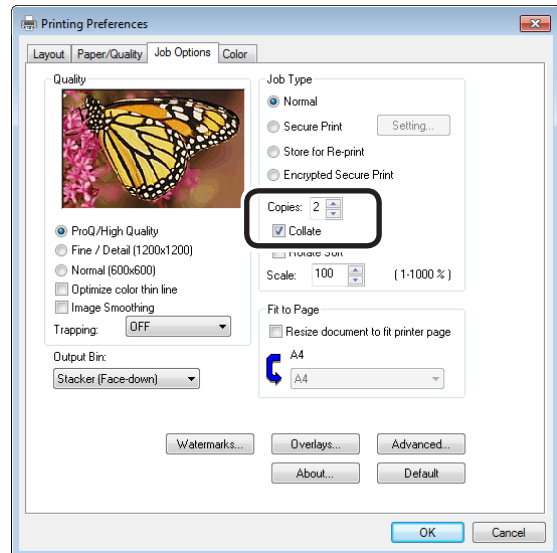 Printing Preferences
Layout Paper/Quality Job Options Color
Quality
ProQ/High Quality
Fine / Detail (1200x1200)
Normal (600x600)
Optimize color thin line
Image Smoothing
Trapping: OFF
Output Bin:
Stacker (Face-down)
Job Type
Normal
Secure Print Setting...
Store for Re-print
Encrypted Secure Print
Copies: 2
Collate
Rotate Sort
Scale: 100 (1-1000 %)
Fit to Page
Resize document to fit printer page
A4
A4
Watermarks... Overlays... Advanced...
About... Default
OK Cancel